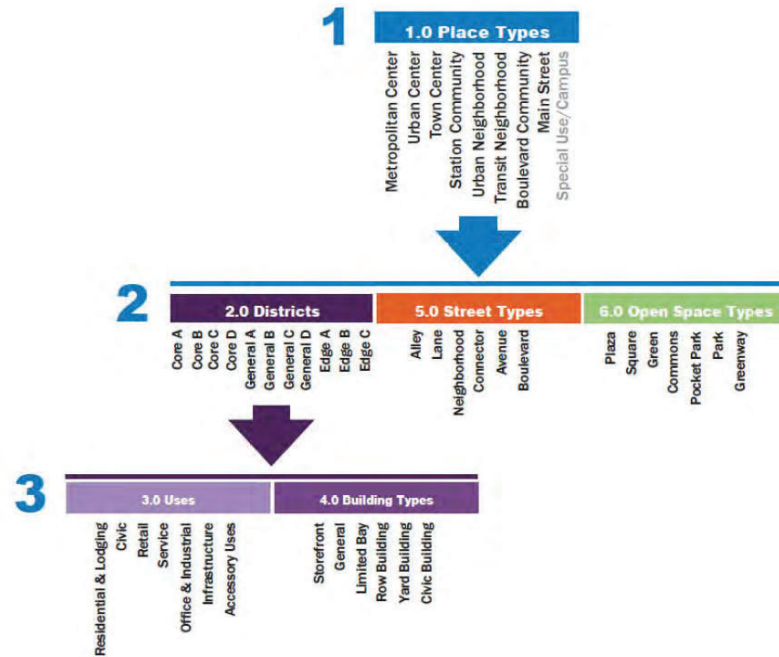 1
1.0 Place Types
Metropolitan Center
Urban Center
Town Center
Station Community
Urban Neighborhood
Transit Neighborhood
Boulevard Community
Main Street
Special Use/Campus
2
2.0 Districts
Core A
Core B
Core C
Core D
General A
General B
General C
General D
Edge A
Edge B
Edge C
5.0 Street Types
Alley
Lane
Neighborhood
Connector
Avenue
Boulevard
6.0 Open Space Types
Plaza
Square
Green
Commons
Pocket Park
Park
Greenway
3
3.0 Uses
Residential & Lodging
Civic
Retail
Service
Office & Industrial
Infrastructure
Accessory Uses
4.0 Building Types
Storefront
General
Limited Bay
Row Building
Yard Building
Civic Building